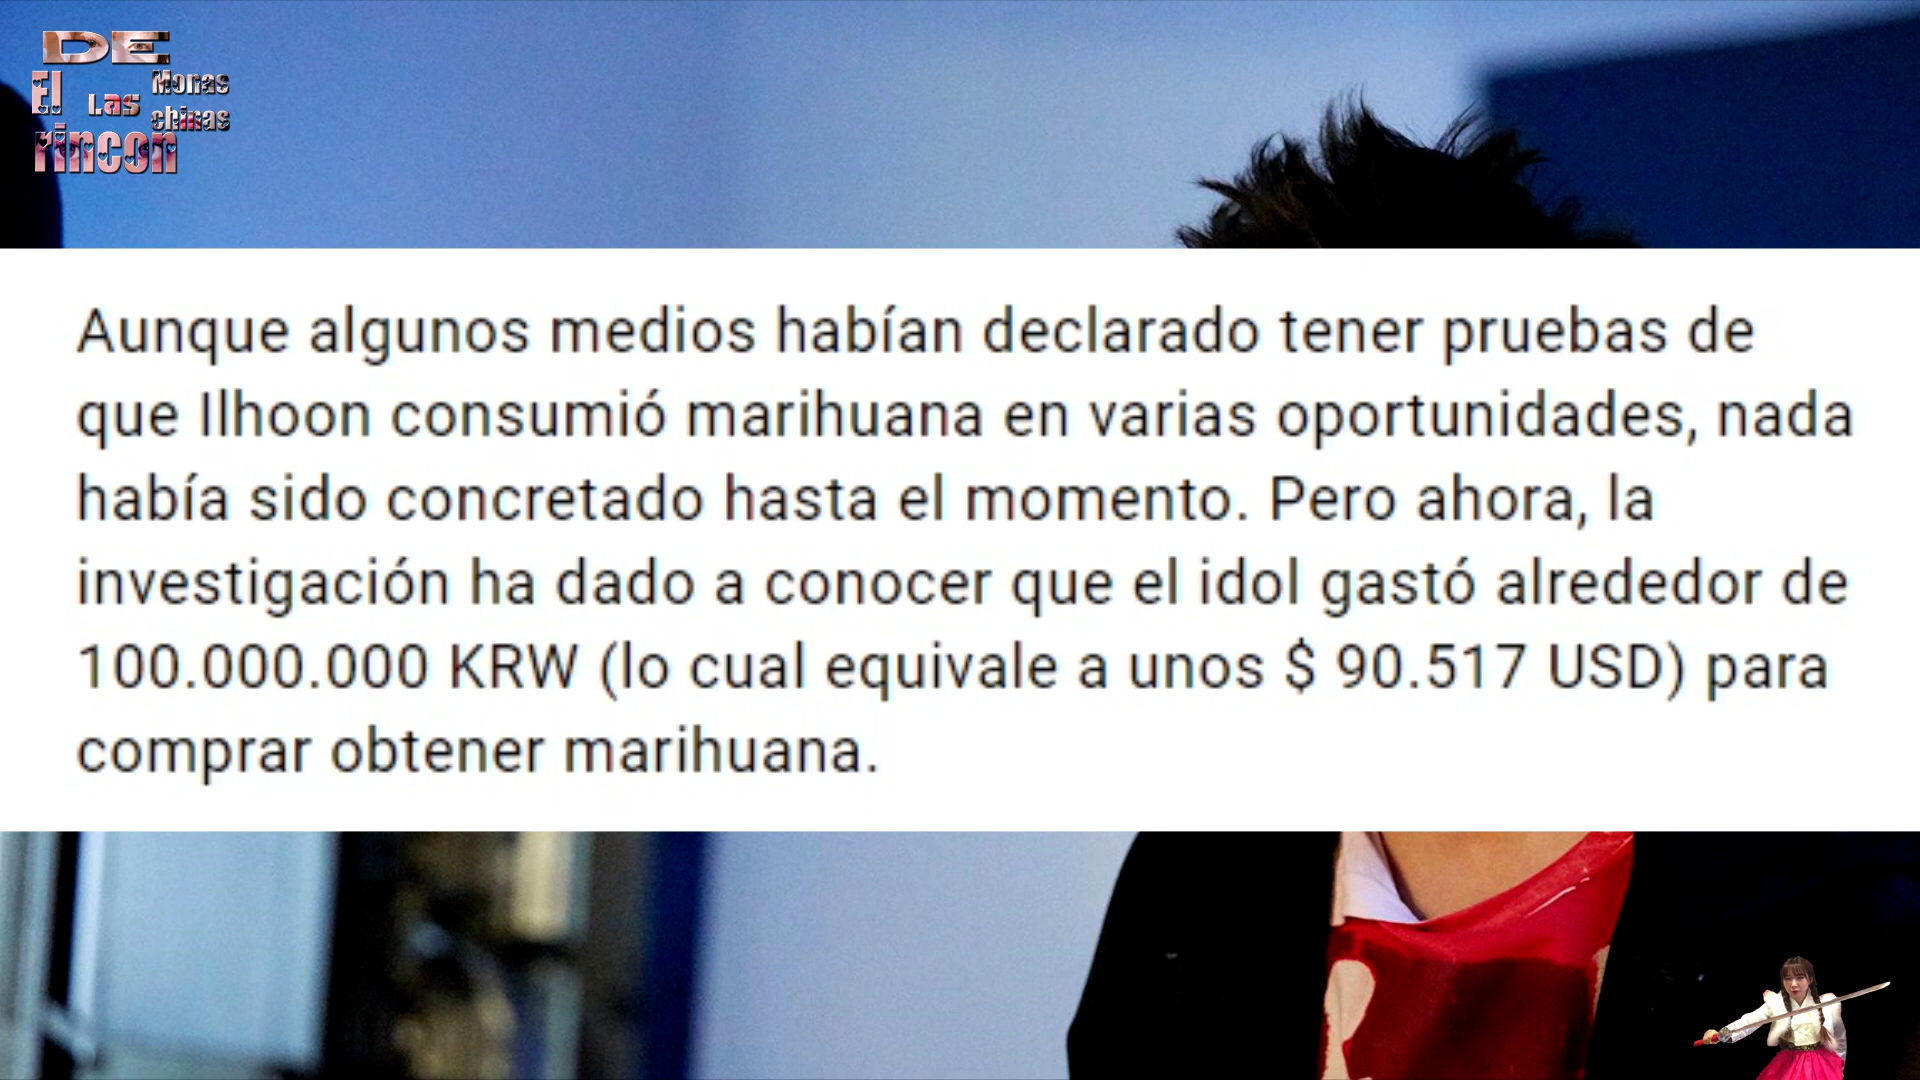 DE
El Las Monas
chinas
rincon
Aunque algunos medios habían declarado tener pruebas de
que Ilhoon consumió marihuana en varias oportunidades, nada
había sido concretado hasta el momento. Pero ahora, la
investigación ha dado a conocer que el idol gastó alrededor de
100.000.000 KRW (lo cual equivale a unos $ 90.517 USD) para
comprar obtener marihuana.